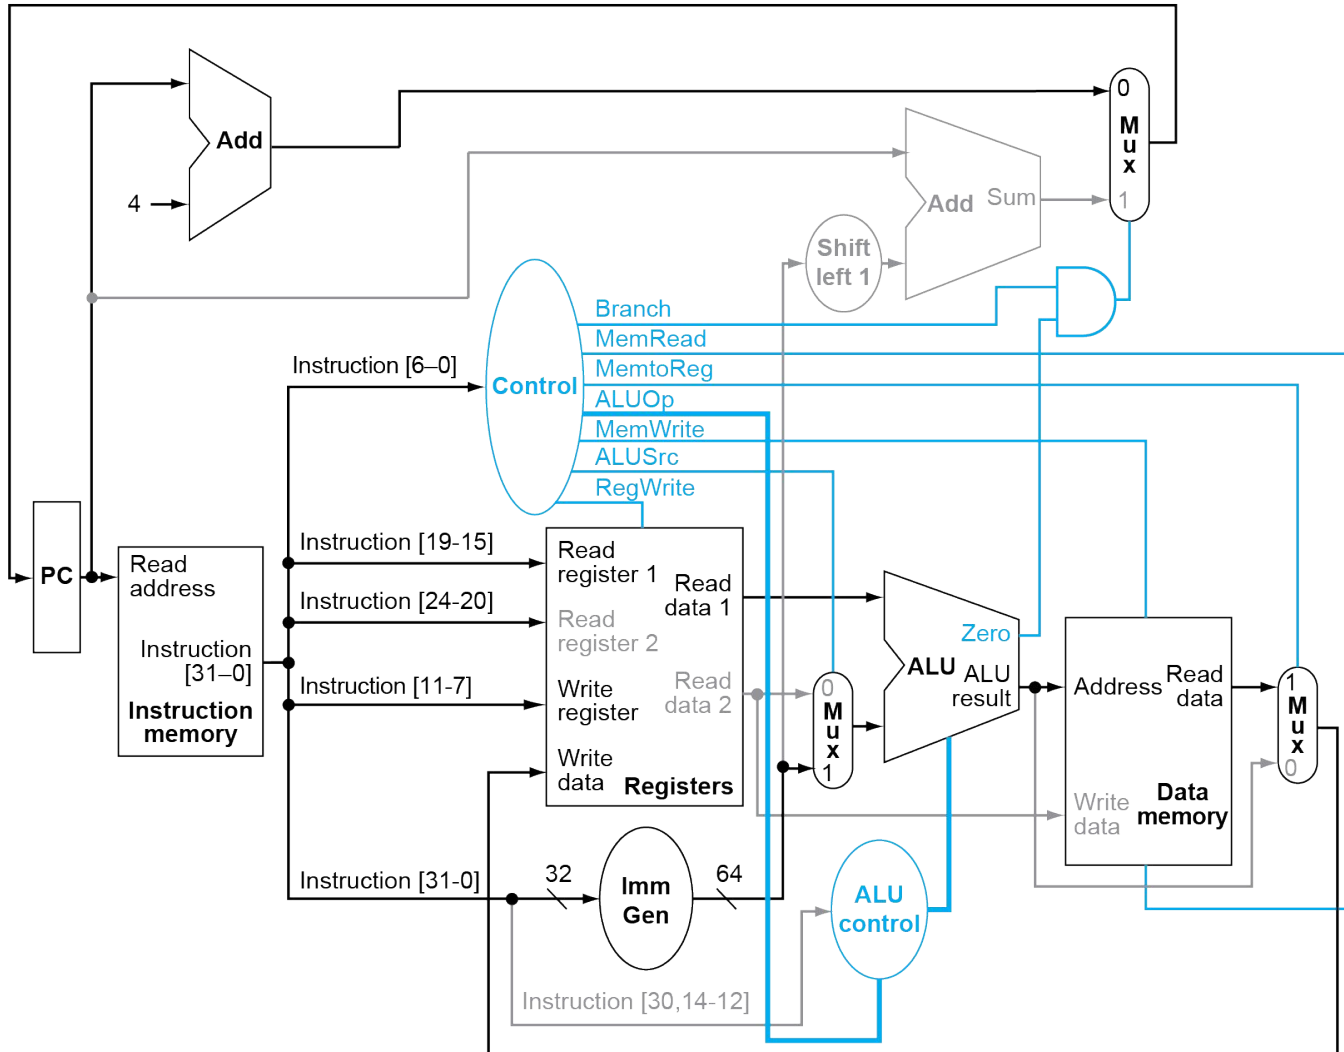 0
M
u
x
1
Add
4
Add Sum
Shift
left 1
Branch
MemRead
MemtoReg
ALUOp
MemWrite
ALUSrc
RegWrite
Instruction [6–0]
Control
PC
Read
address
Instruction
[31–0]
Instruction
memory
Instruction [19-15]
Instruction [24-20]
Instruction [11-7]
Instruction [31-0]
Read
register 1
Read
data 1
Read
register 2
Read
data 2
Write
register
Write
data
Registers
0
M
u
x
1
Zero
ALU
ALU
result
Address
Read
data
Write
data
Data
memory
1
M
u
x
0
32
Imm
Gen
64
ALU
control
Instruction [30,14-12]